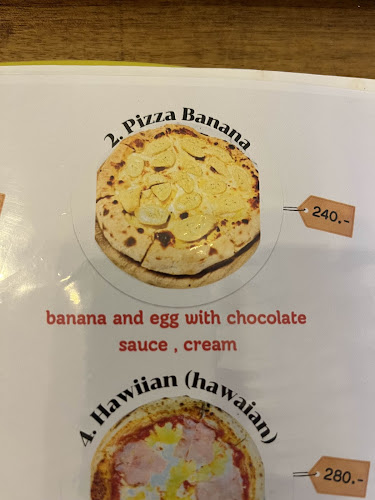 2. Pizza Banana
240.-
banana and egg with chocolate
sauce , cream
4. Hawiian (hawaian)
280.-